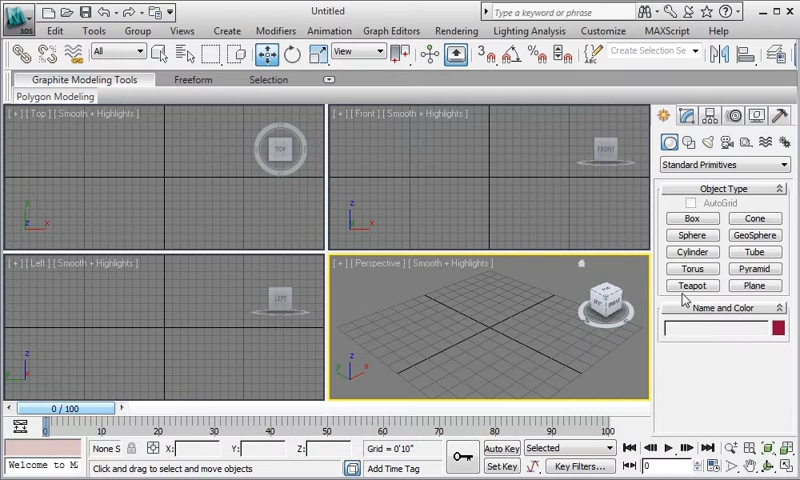 Untitled
Type a keyword or phrase
3DS
Edit Tools Group Views Create Modifiers Animation Graph Editors Rendering Lighting Analysis Customize MAXScript Help
All View Create Selection Se
Graphite Modeling Tools Freeform Selection
Polygon Modeling
[ + ] [ Top ] [ Smooth + Highlights ]
TOP
[ + ] [ Front ] [ Smooth + Highlights ]
FRONT
[ + ] [ Left ] [ Smooth + Highlights ]
LEFT
[ + ] [ Perspective ] [ Smooth + Highlights ]
Standard Primitives
Object Type
AutoGrid
Box Cone
Sphere GeoSphere
Cylinder Tube
Torus Pyramid
Teapot Plane
Name and Color
0 / 100
0 10 20 30 40 50 60 70 80 90 100
None S X: Y: Z: Grid = 0'10" Auto Key Selected
Welcome to M Click and drag to select and move objects Add Time Tag Set Key Key Filters... 0